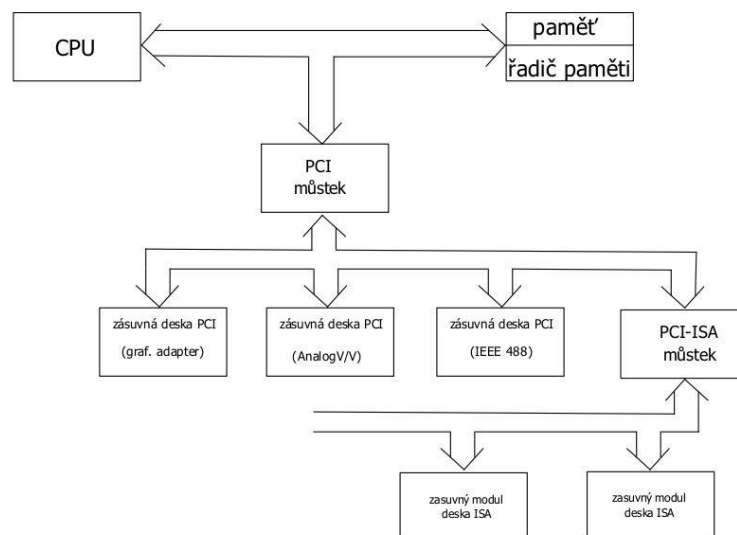 CPU
paměť
řadič paměti
PCI
můstek
zásuvná deska PCI
(graf. adapter)
zásuvná deska PCI
(AnalogV/V)
zásuvná deska PCI
(IEEE 488)
PCI-ISA
můstek
zasuvný modul
deska ISA
zasuvný modul
deska ISA